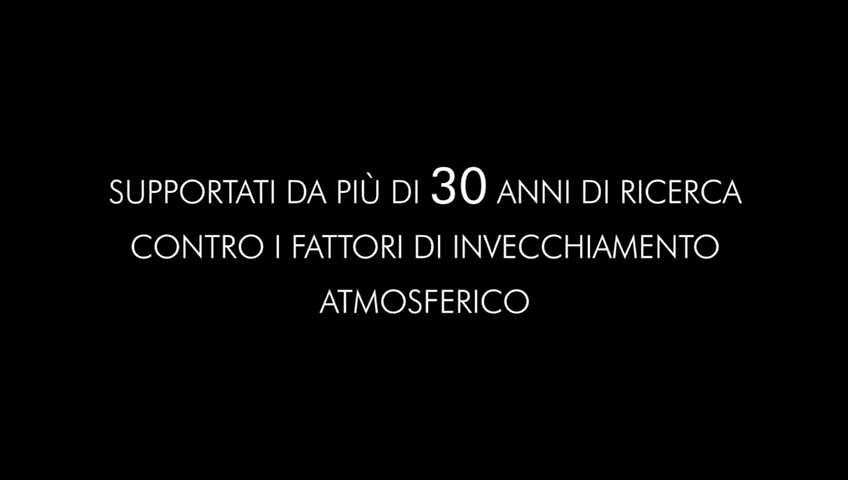 SUPPORTATI DA PIÙ DI 30 ANNI DI RICERCA
CONTRO I FATTORI DI INVECCHIAMENTO
ATMOSFERICO